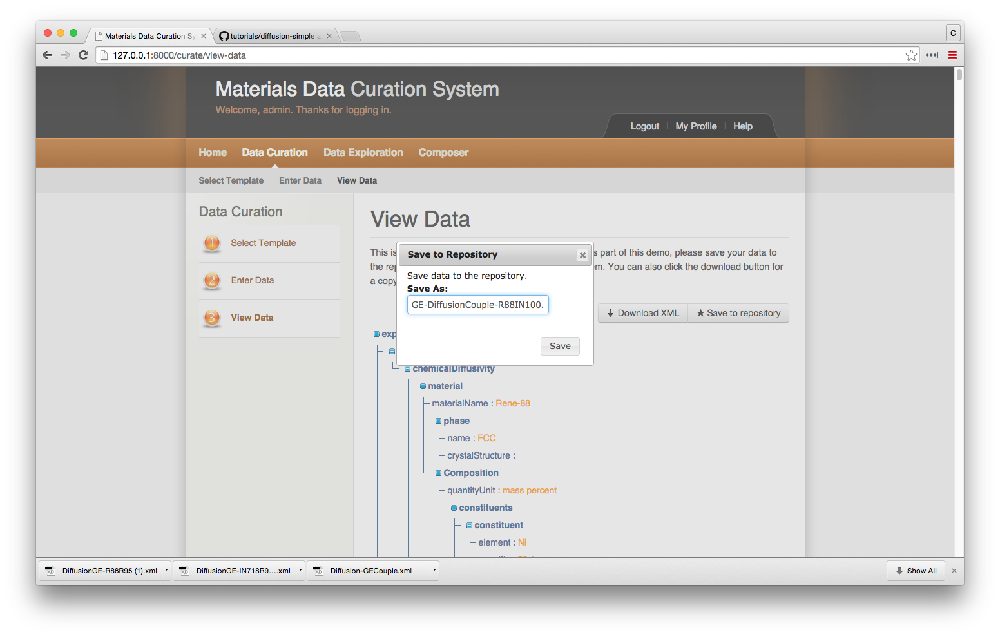 Materials Data Curation Sy
tutorials/diffusion-simple a
C
127.0.0.1:8000/curate/view-data
Materials Data Curation System
Welcome, admin. Thanks for logging in.
Logout My Profile Help
Home Data Curation Data Exploration Composer
Select Template Enter Data View Data
Data Curation
1 Select Template
2 Enter Data
3 View Data
View Data
This is s part of this demo, please save your data to
the rep m. You can also click the download button for
a copy
Save to Repository
Save data to the repository.
Save As:
GE-DiffusionCouple-R88IN100.
Save
Download XML Save to repository
exp
chemicalDiffusivity
material
materialName : Rene-88
phase
name : FCC
crystalStructure :
Composition
quantityUnit : mass percent
constituents
constituent
element : Ni
DiffusionGE-R88R95 (1).xml DiffusionGE-IN718R9....xml Diffusion-GECouple.xml Show All